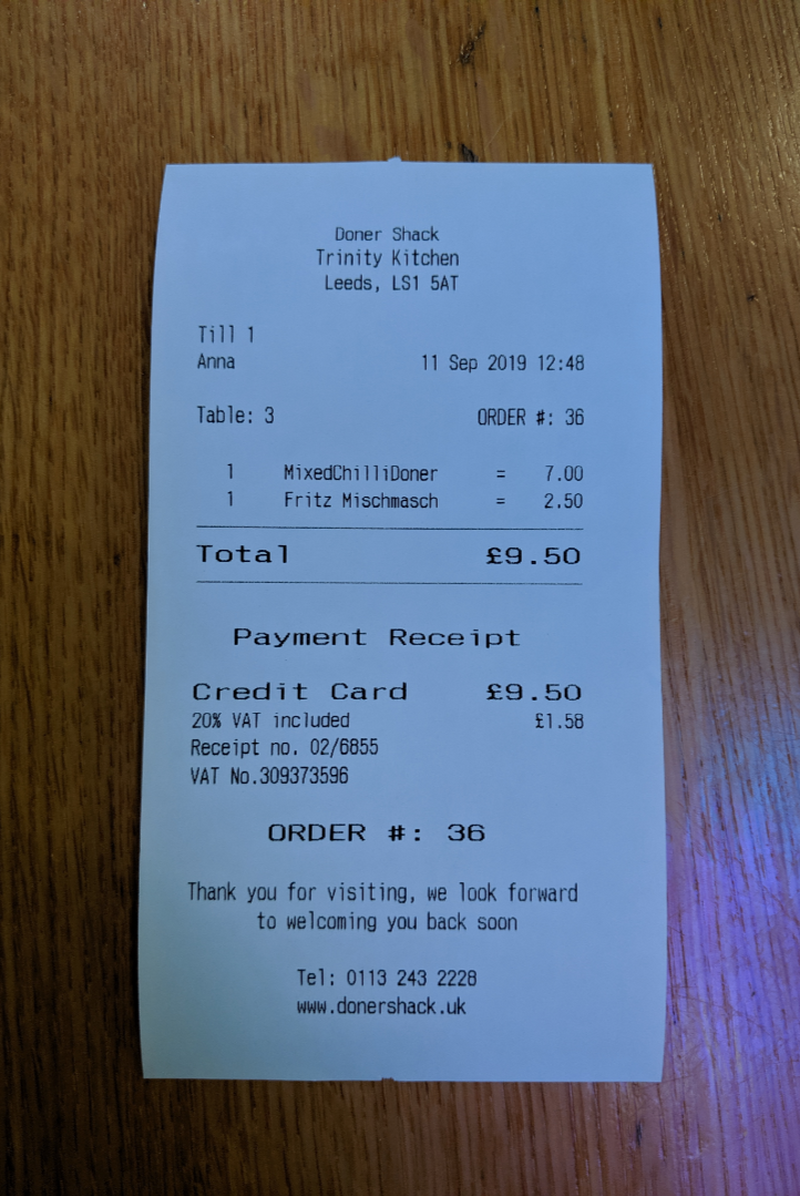 Doner Shack
Trinity Kitchen
Leeds, LS1 5AT
Till 1
Anna 11 Sep 2019 12:48
Table: 3 ORDER #: 36
1 MixedChilliDoner = 7.00
1 Fritz Mischmasch = 2.50
Total £9.50
Payment Receipt
Credit Card £9.50
20% VAT included £1.58
Receipt no. 02/6855
VAT No.309373596
ORDER #: 36
Thank you for visiting, we look forward
to welcoming you back soon
Tel: 0113 243 2228
www.donershack.uk